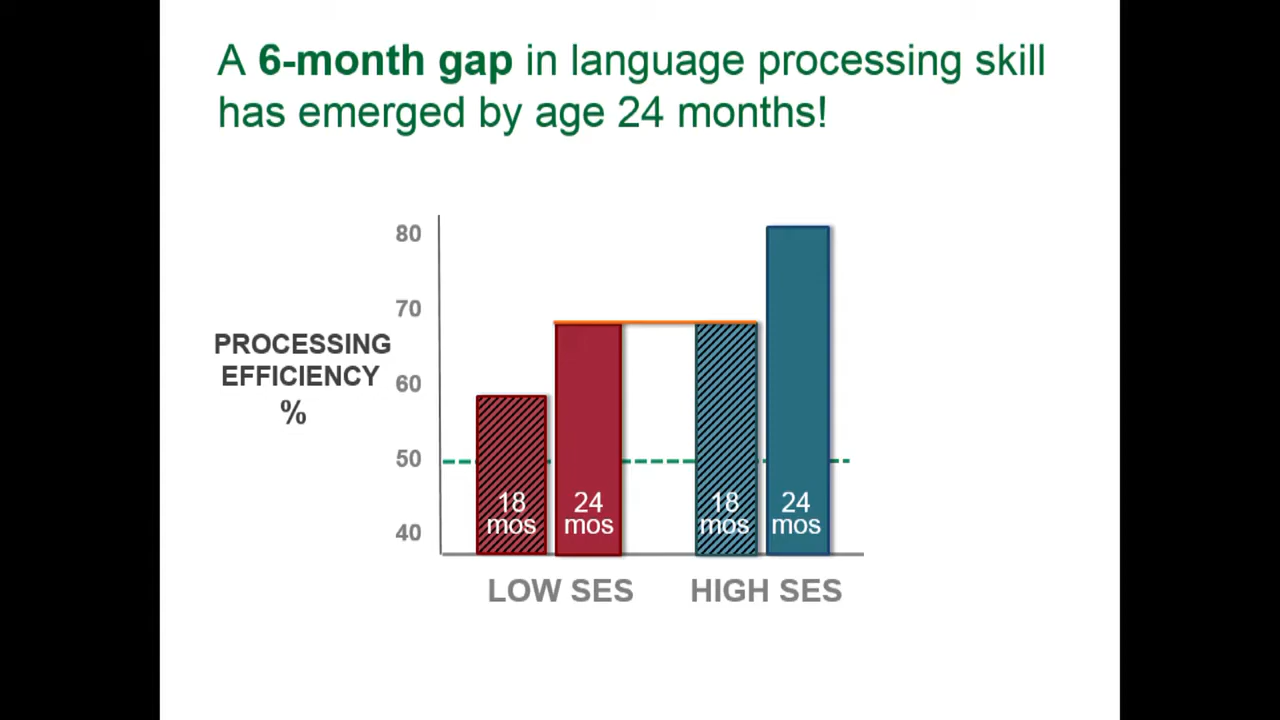 A 6-month gap in language processing skill
has emerged by age 24 months!
80
70
60
50
40
PROCESSING
EFFICIENCY
%
18
mos
24
mos
18
mos
24
mos
LOW SES
HIGH SES